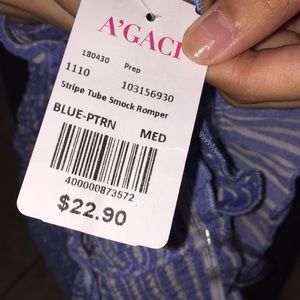 A'GACI
180430 Prep
1110 103156930
Stripe Tube Smock Romper
BLUE-PTRN MED
400000873572
$22.90